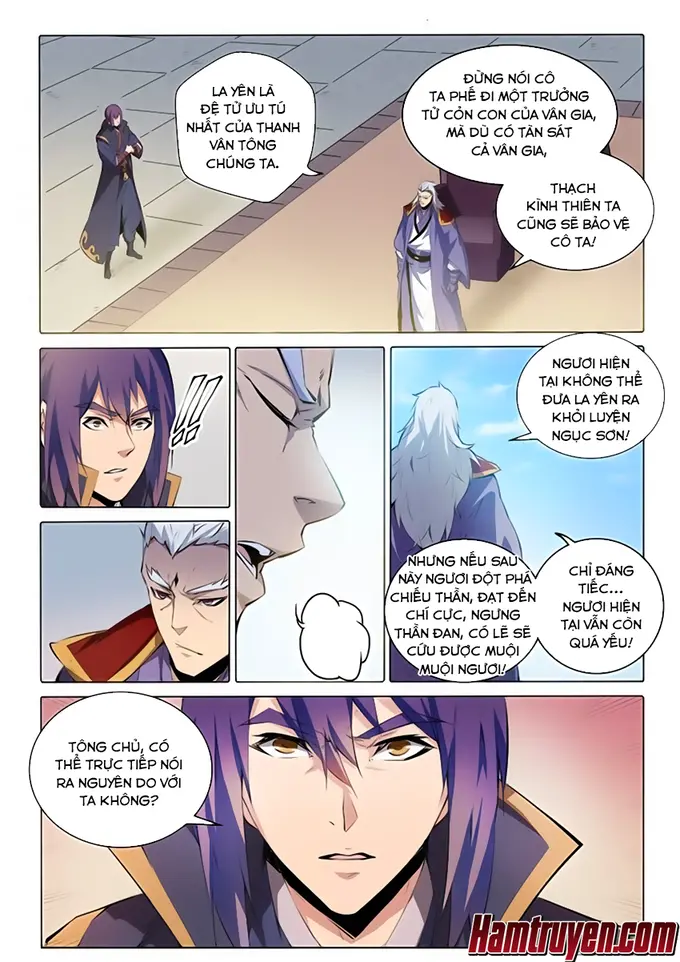 LA YÊN LÀ
ĐỆ TỬ ƯU TÚ
NHẤT CỦA THANH
VÂN TÔNG
CHÚNG TA.
ĐỪNG NÓI CÔ
TA PHẾ ĐI MỘT TRƯỞNG
TỬ CỎN CON CỦA VÂN GIA,
MÀ DÙ CÓ TÀN SÁT
CẢ VÂN GIA,
THẠCH
KÌNH THIÊN TA
CŨNG SẼ BẢO VỆ
CÔ TA!
!!!
NGƯƠI HIỆN
TẠI KHÔNG THỂ
ĐƯA LA YÊN RA
KHỎI LUYỆN
NGỤC SƠN!
NHƯNG NẾU SAU
NÀY NGƯƠI ĐỘT PHÁ
CHIẾU THẦN, ĐẠT ĐẾN
CHÍ CỰC, NGƯNG
THẦN ĐAN, CÓ LẼ SẼ
CỨU ĐƯỢC MUỘI
MUỘI NGƯƠI!
CHỈ ĐÁNG
TIẾC...
NGƯƠI HIỆN
TẠI VẪN CÒN
QUÁ YẾU!
TÔNG CHỦ, CÓ
THỂ TRỰC TIẾP NÓI
RA NGUYÊN DO VỚI
TA KHÔNG?
Hamtruyen.com